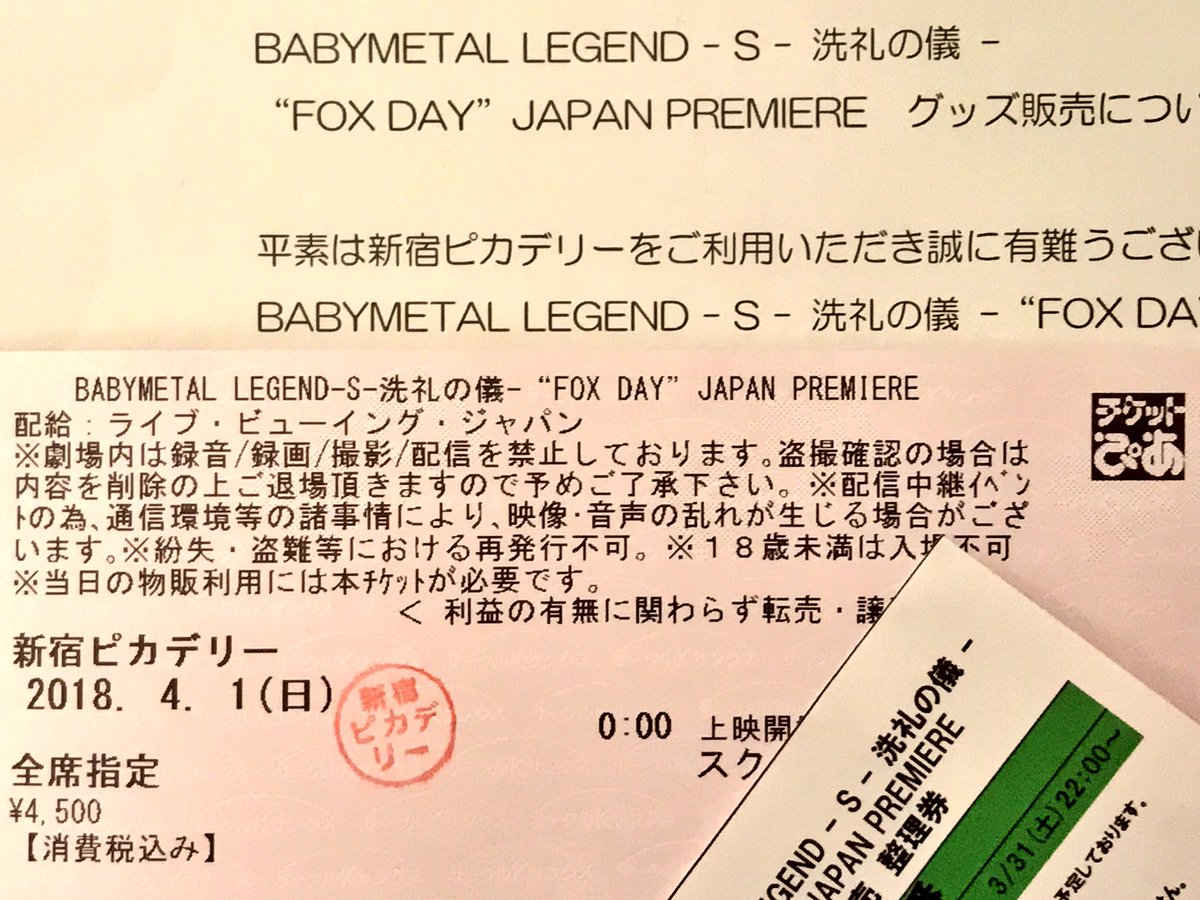 BABYMETAL LEGEND - S - 洗礼の儀 -
“FOX DAY” JAPAN PREMIERE グッズ販売につい
平素は新宿ピカデリーをご利用いただき誠に有難うござい
BABYMETAL LEGEND - S - 洗礼の儀 - “FOX DA
BABYMETAL LEGEND-S-洗礼の儀- “FOX DAY” JAPAN PREMIERE
配給：ライブ・ビューイング・ジャパン
※劇場内は録音/録画/撮影/配信を禁止しております。盗撮確認の場合は
内容を削除の上ご退場頂きますので予めご了承下さい。※配信中継ｲﾍﾞﾝ
ﾄの為､通信環境等の諸事情により､映像･音声の乱れが生じる場合がござ
います。※紛失・盗難等における再発行不可。※１８歳未満は入場不可
※当日の物販利用には本ﾁｹｯﾄが必要です。
< 利益の有無に関わらず転売・譲
チケット
ぴあ
新宿ピカデリー
2018. 4. 1(日)
新宿
ピカデ
リー
0:00 上映開
スク
全席指定
¥4,500
【消費税込み】
GEND - S - 洗礼の儀 -
JAPAN PREMIERE
売 整理券
3/31(土)22:00～
予定しております。
せん。